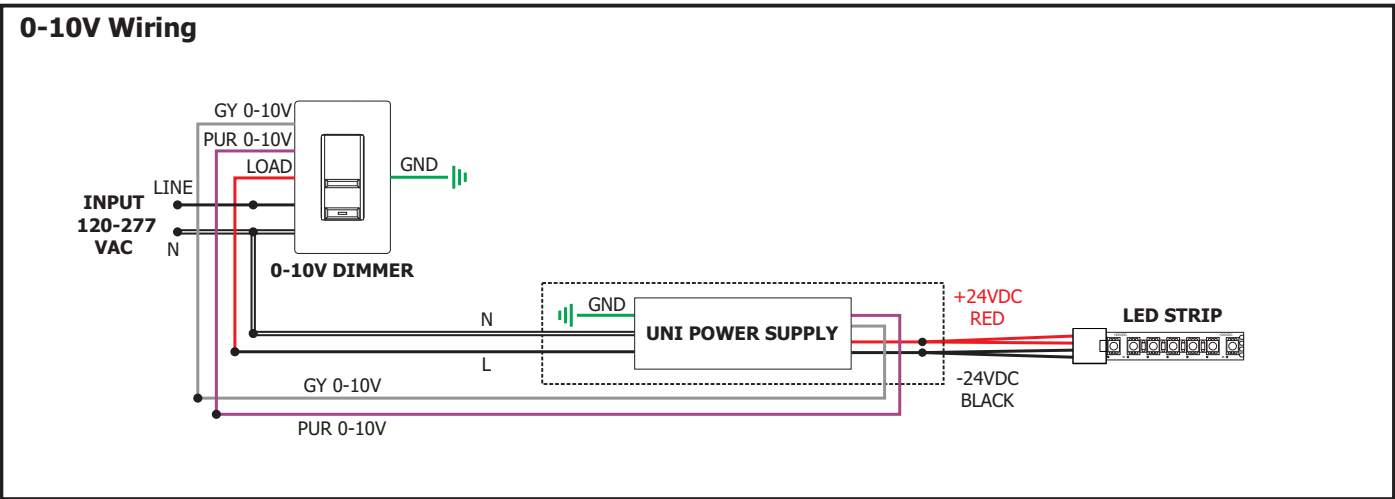 0-10V Wiring
GY 0-10V
PUR 0-10V
LOAD
GND
LINE
INPUT
120-277
VAC
N
0-10V DIMMER
GND
N
UNI POWER SUPPLY
L
+24VDC
RED
LED STRIP
-24VDC
BLACK
GY 0-10V
PUR 0-10V